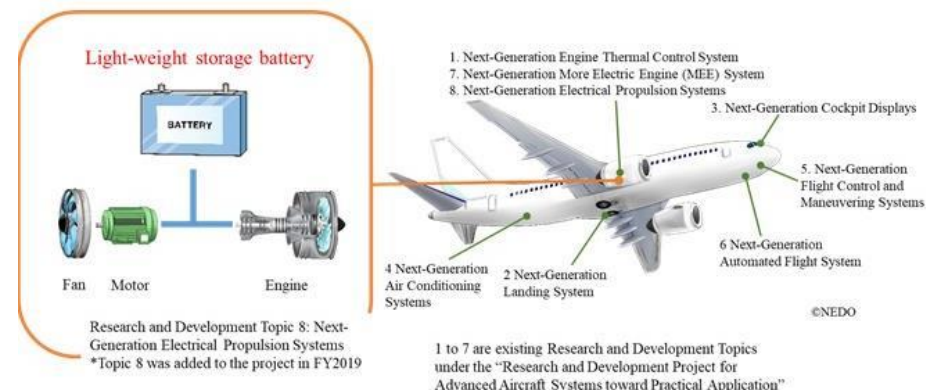 Light-weight storage battery
BATTERY
Fan
Motor
Engine
Research and Development Topic 8: Next-
Generation Electrical Propulsion Systems
*Topic 8 was added to the project in FY2019
1. Next-Generation Engine Thermal Control System
7. Next-Generation More Electric Engine (MEE) System
8. Next-Generation Electrical Propulsion Systems
3. Next-Generation Cockpit Displays
5. Next-Generation
Flight Control and
Maneuvering Systems
6 Next-Generation
Automated Flight System
4 Next-Generation
Air Conditioning
Systems
2 Next-Generation
Landing System
©NEDO
1 to 7 are existing Research and Development Topics
under the “Research and Development Project for
Advanced Aircraft Systems toward Practical Application”